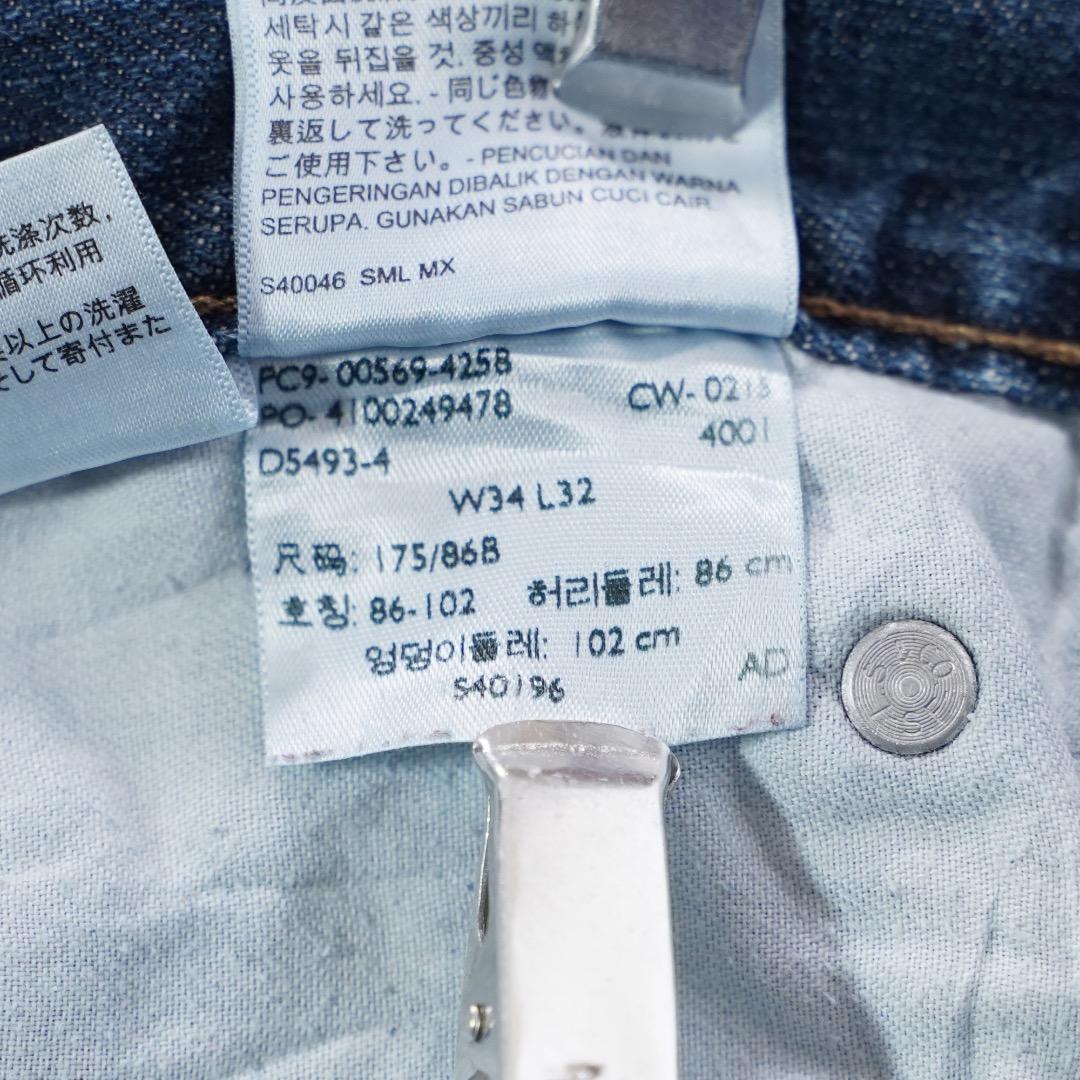 세탁시 같은 색상끼리
옷을 뒤집을 것. 중성
사용하세요. - 同じ色物
裏返して洗ってください。
ご使用下さい。- PENCUCIAN DAN
PENGERINGAN DIBALIK DENGAN WARNA
SERUPA. GUNAKAN SABUN CUCI CAIR.
S40046 SML MX
洗涤次数,
循环利用
以上の洗濯
して寄付また
PC9- 00569-4258
PO- 4100249478
D5493-4
CW- 0213
4001
W34 L32
尺码: 175/86B
호칭: 86-102 허리둘레: 86 cm
엉덩이둘레: 102 cm
S40196
AD